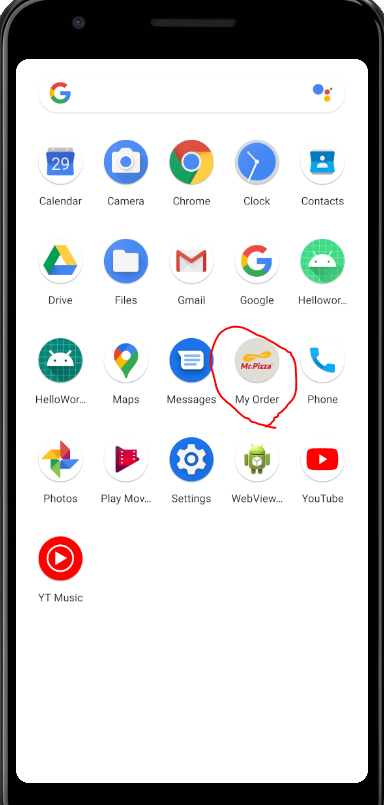 29
Calendar Camera Chrome Clock Contacts
Drive Files Gmail Google Hellowor...
Mr.Pizza
HelloWor... Maps Messages My Order Phone
Photos Play Mov... Settings WebView... YouTube
YT Music